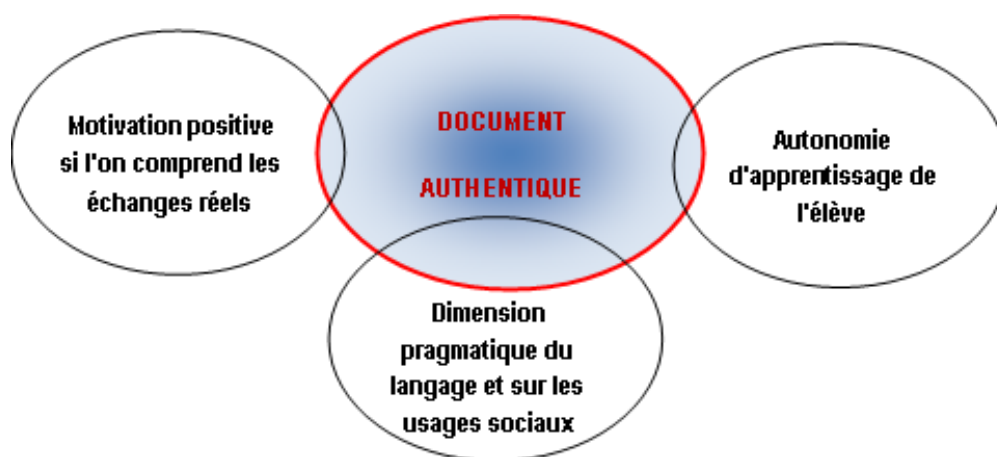 Motivation positive
si l'on comprend les
échanges réels
DOCUMENT
AUTHENTIQUE
Autonomie
d'apprentissage de
l'élève
Dimension
pragmatique du
langage et sur les
usages sociaux